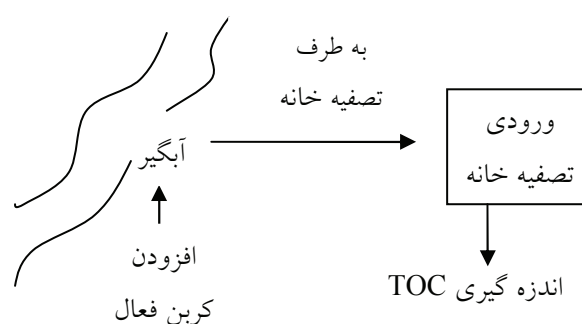 به طرف
تصفیه خانه
ورودی
تصفیه خانه
آبگیر
افزودن
کربن فعال
اندزه گیری TOC